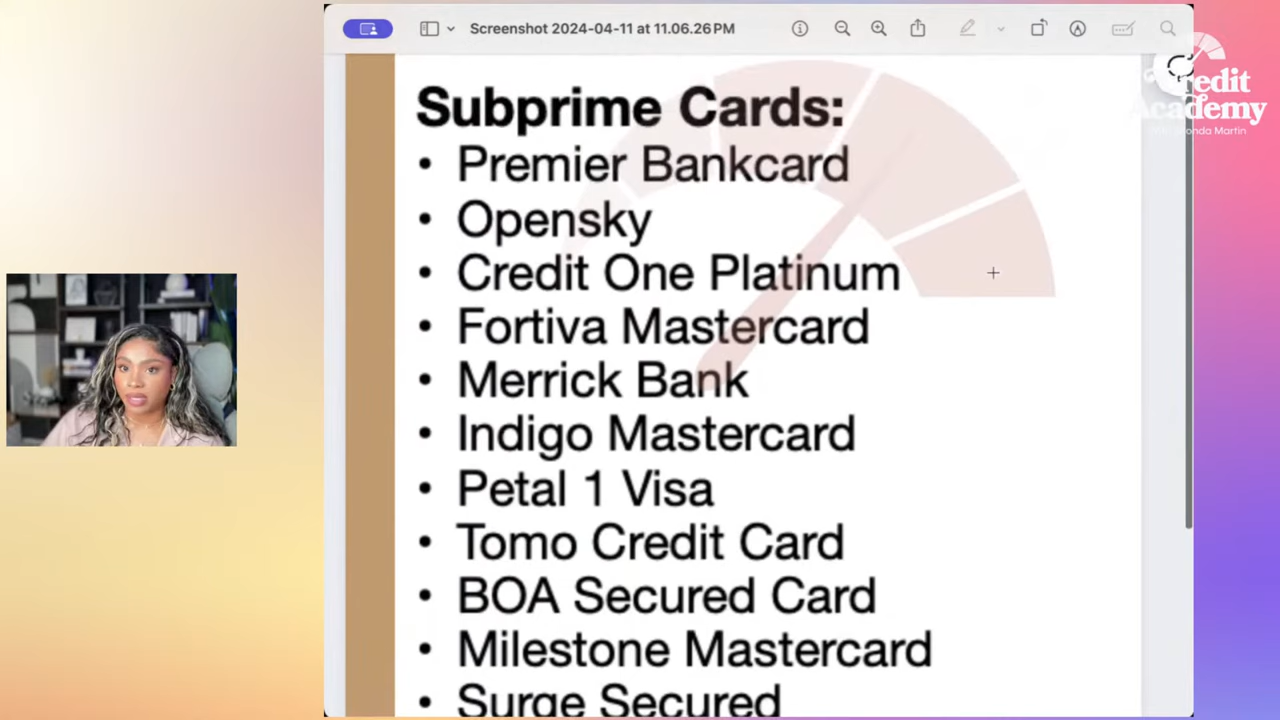 Screenshot 2024-04-11 at 11.06.26 PM
Credit
Academy
Subprime Cards:
• Premier Bankcard
• Opensky
• Credit One Platinum
• Fortiva Mastercard
• Merrick Bank
• Indigo Mastercard
• Petal 1 Visa
• Tomo Credit Card
• BOA Secured Card
• Milestone Mastercard
• Surge Secured